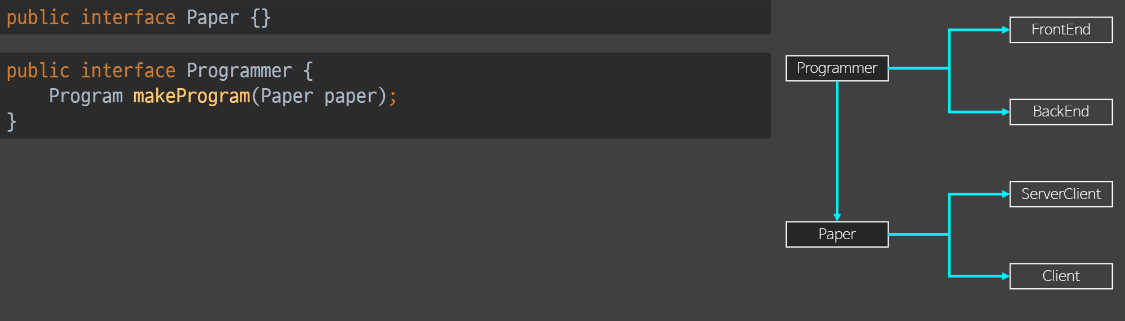 public interface Paper {}
public interface Programmer {
    Program makeProgram(Paper paper);
}
FrontEnd
Programmer
BackEnd
ServerClient
Paper
Client